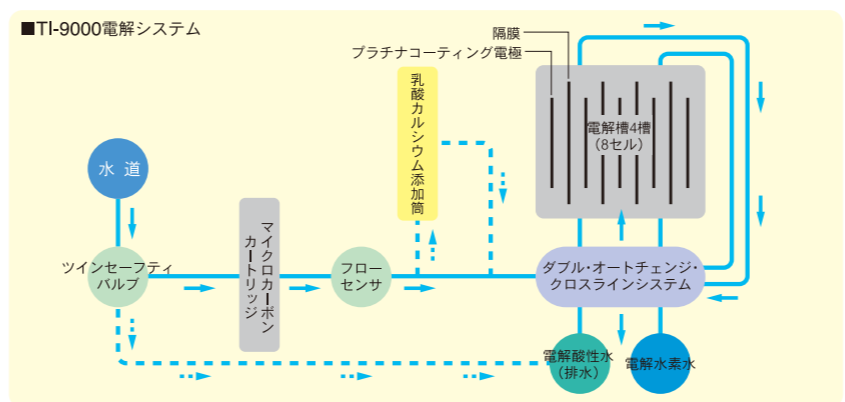 ■TI-9000電解システム
隔膜
プラチナコーティング電極
乳酸カルシウム添加筒
電解槽4槽
(8セル)
水 道
ツインセーフティ
バルブ
マイクロカーボン
カートリッジ
フロー
センサ
ダブル・オートチェンジ・
クロスラインシステム
電解酸性水
(排水)
電解水素水